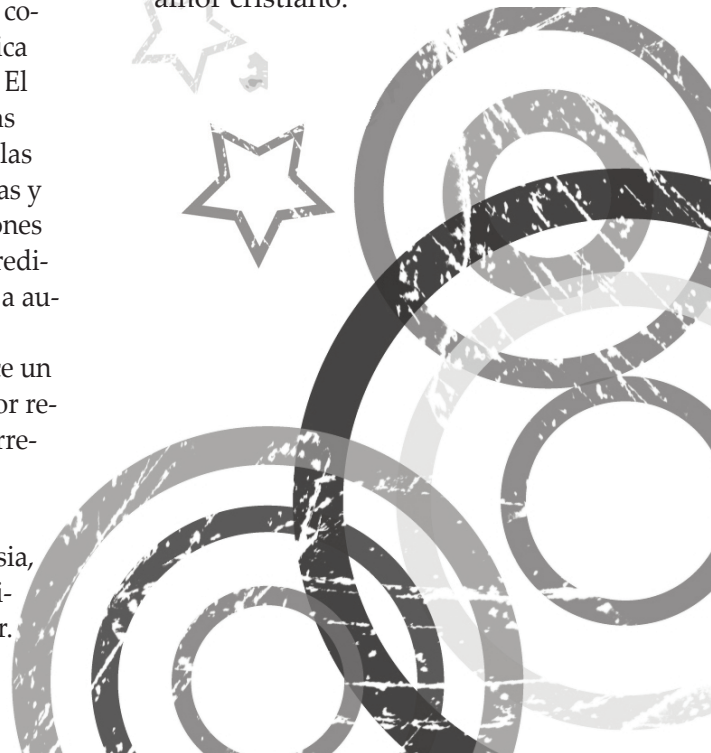 co-
ica
El
as
las
as y
ones
redi-
a au-
e un
or re-
rre-
sia,
i-
r.
amor cristiano.